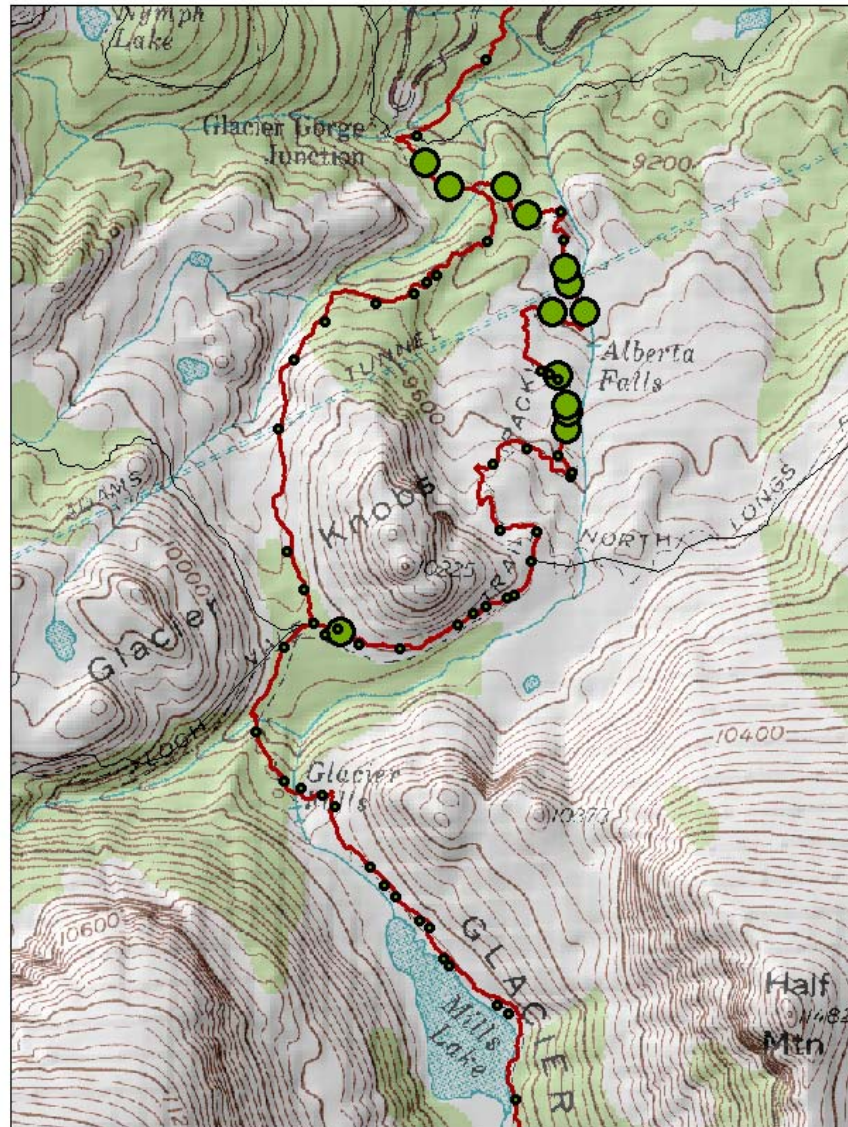 Nymph
Lake
Glacier Gorge
Junction
9200
Alberta
Falls
TUNNEL
9600
ADAMS
Knobs
NORTH
LONGS
TRAIL
10225
10000
Glacier
10400
Glacier
Falls
10373
10600
GLACIER
Mills
Lake
Half
Mtn